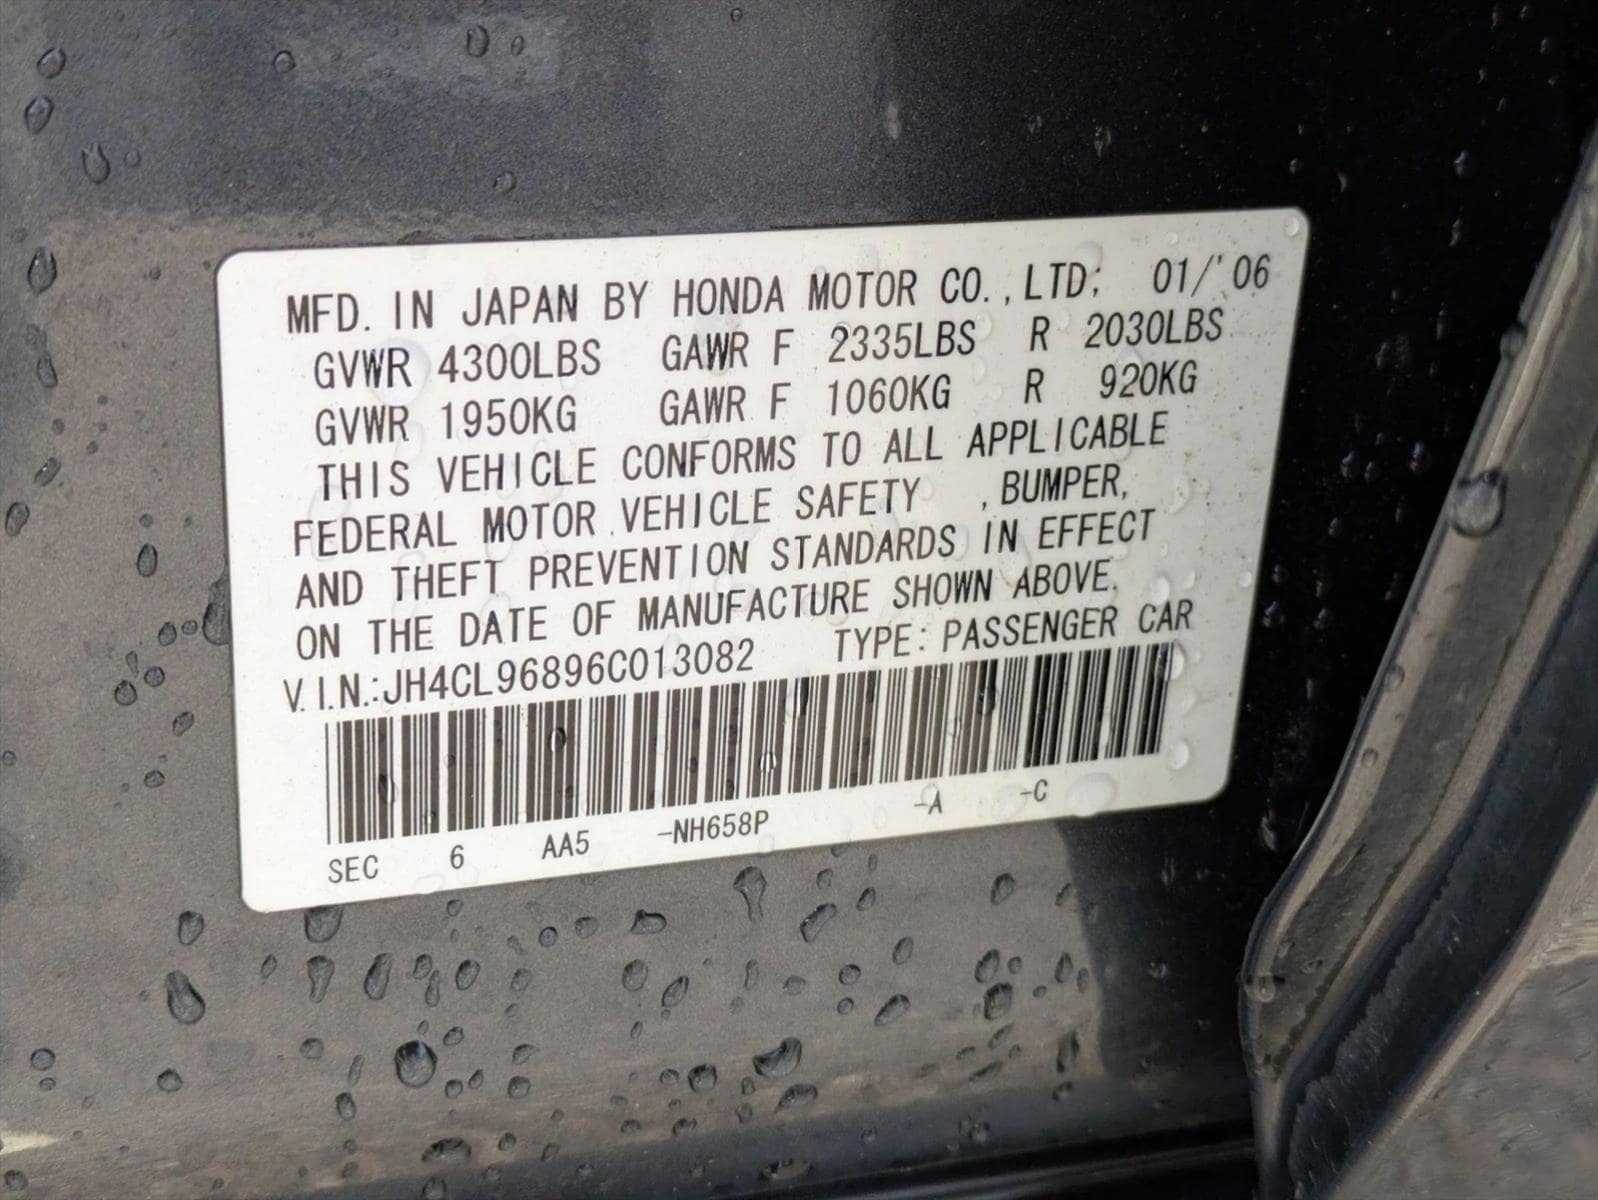 MFD. IN JAPAN BY HONDA MOTOR CO.,LTD; 01/'06
GVWR 4300LBS GAWR F 2335LBS R 2030LBS
GVWR 1950KG GAWR F 1060KG R 920KG
THIS VEHICLE CONFORMS TO ALL APPLICABLE
FEDERAL MOTOR VEHICLE SAFETY ,BUMPER,
AND THEFT PREVENTION STANDARDS IN EFFECT
ON THE DATE OF MANUFACTURE SHOWN ABOVE.
V.I.N.:JH4CL96896C013082 TYPE: PASSENGER CAR
SEC 6 AA5 -NH658P -A -C